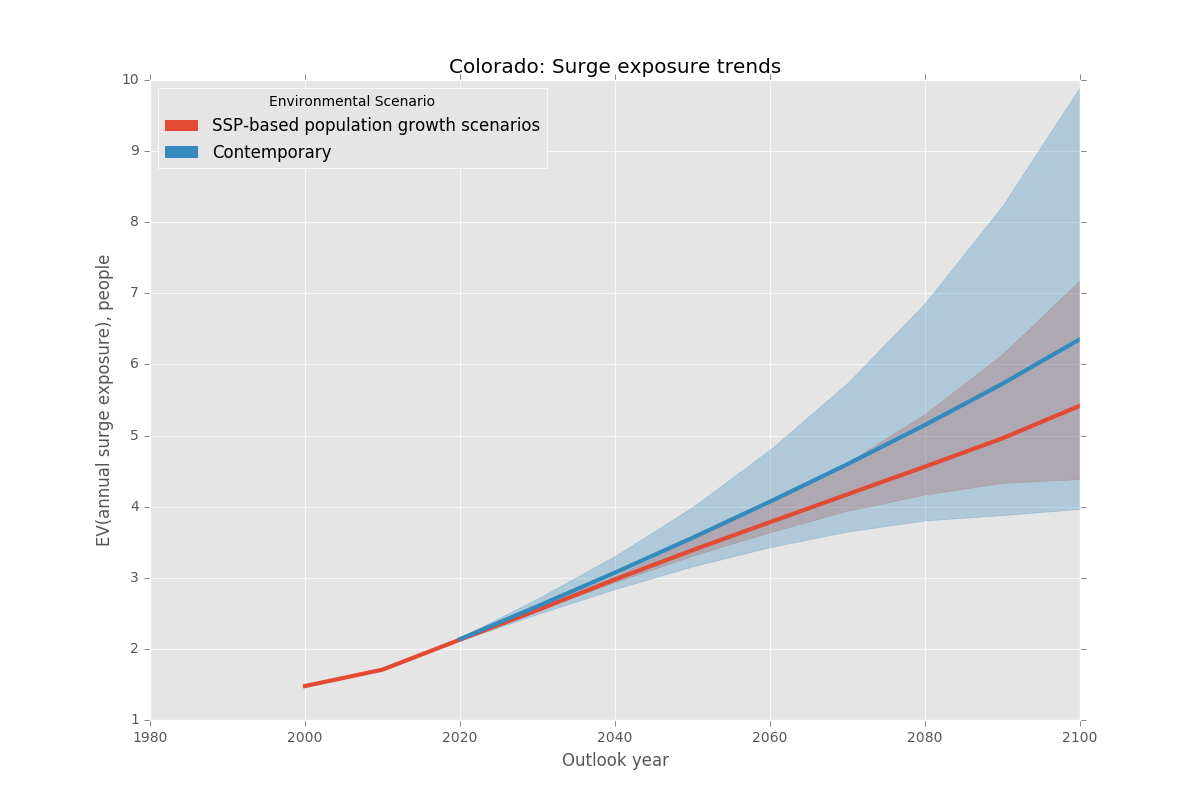 Colorado: Surge exposure trends
Environmental Scenario
SSP-based population growth scenarios
Contemporary
EV(annual surge exposure), people
10
9
8
7
6
5
4
3
2
1
1980 2000 2020 2040 2060 2080 2100
Outlook year